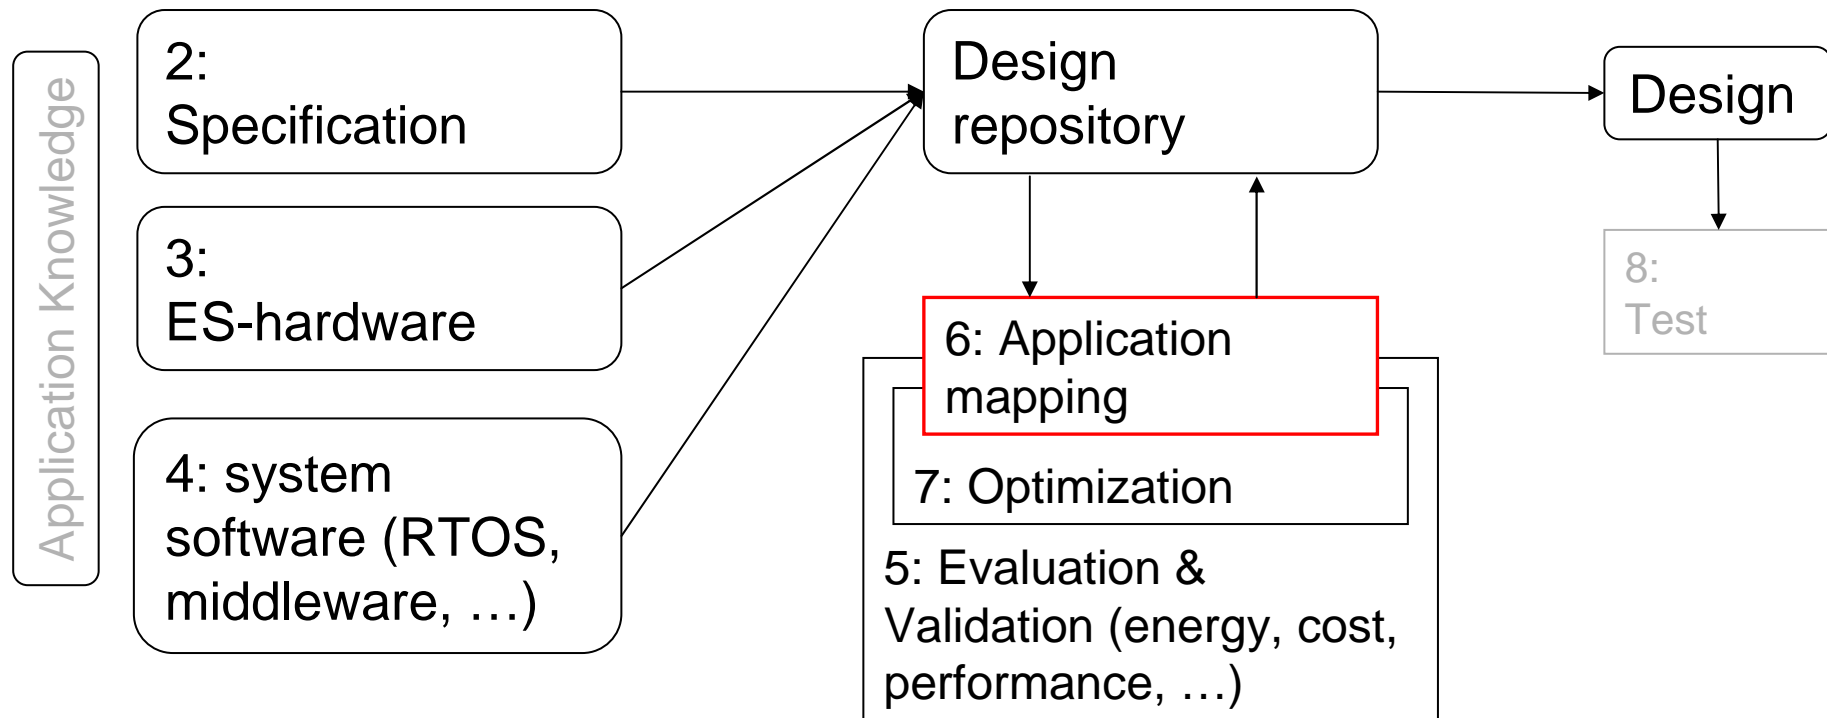 Application Knowledge
2:
Specification
3:
ES-hardware
4: system
software (RTOS,
middleware, …)
Design
repository
6: Application
mapping
7: Optimization
5: Evaluation &
Validation (energy, cost,
performance, …)
Design
8:
Test